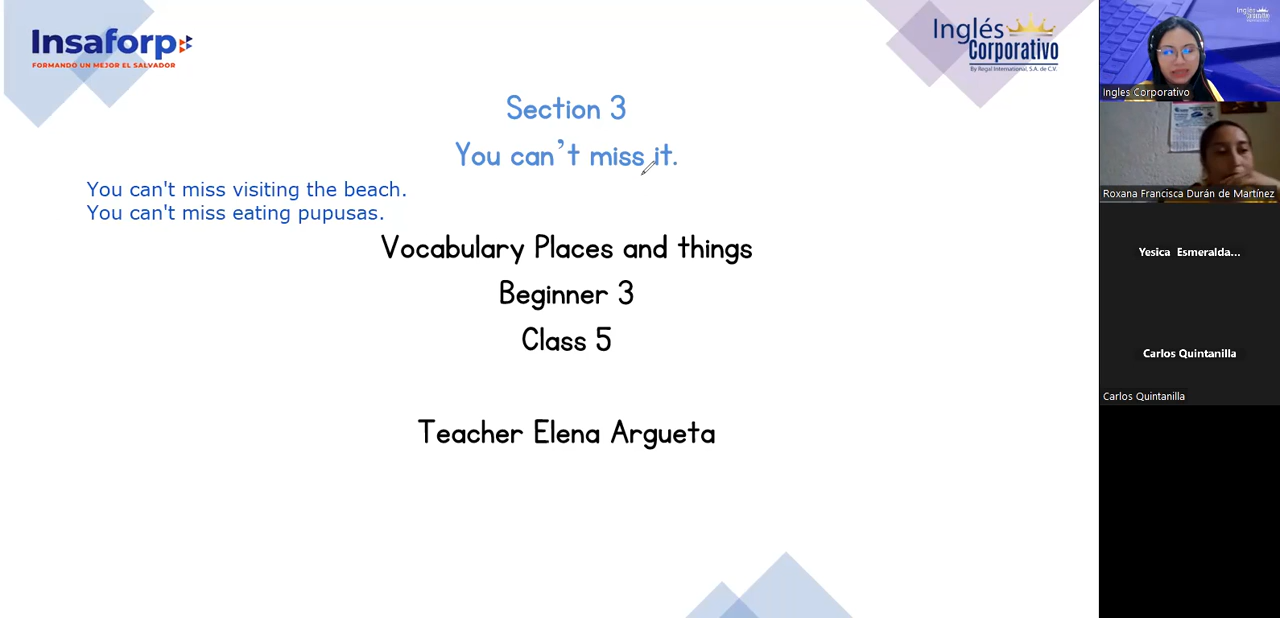 Insaforp
FORMANDO UN MEJOR EL SALVADOR
Inglés
Corporativo
By Regal International, S.A. de C.V.
Section 3
You can't miss it.
You can't miss visiting the beach.
You can't miss eating pupusas.
Vocabulary Places and things
Beginner 3
Class 5
Teacher Elena Argueta
Ingles Corporativo
Roxana Francisca Durán de Martínez
Yesica Esmeralda...
Carlos Quintanilla
Carlos Quintanilla